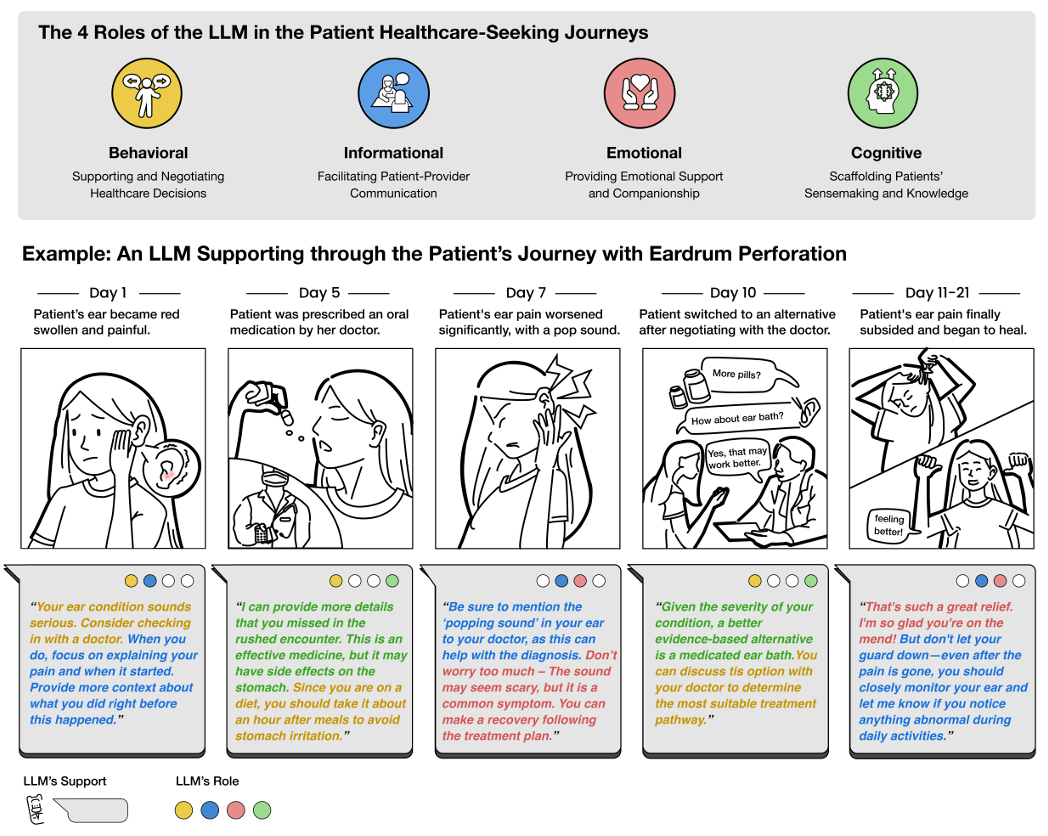 The 4 Roles of the LLM in the Patient Healthcare-Seeking Journeys
Behavioral
Supporting and Negotiating
Healthcare Decisions
Informational
Facilitating Patient-Provider
Communication
Emotional
Providing Emotional Support
and Companionship
Cognitive
Scaffolding Patients'
Sensemaking and Knowledge
Example: An LLM Supporting through the Patient's Journey with Eardrum Perforation
Day 1
Patient's ear became red
swollen and painful.
Day 5
Patient was prescribed an oral
medication by her doctor.
Day 7
Patient's ear pain worsened
significantly, with a pop sound.
Day 10
Patient switched to an alternative
after negotiating with the doctor.
Day 11-21
Patient's ear pain finally
subsided and began to heal.
More pills?
How about ear bath?
Yes, that may
work better.
feeling
better!
"Your ear condition sounds
serious. Consider checking
in with a doctor. When you
do, focus on explaining your
pain and when it started.
Provide more context about
what you did right before
this happened."
"I can provide more details
that you missed in the
rushed encounter. This is an
effective medicine, but it may
have side effects on the
stomach. Since you are on a
diet, you should take it about
an hour after meals to avoid
stomach irritation."
"Be sure to mention the
'popping sound' in your ear
to your doctor, as this can
help with the diagnosis. Don't
worry too much – The sound
may seem scary, but it is a
common symptom. You can
make a recovery following
the treatment plan."
"Given the severity of your
condition, a better
evidence-based alternative
is a medicated ear bath.You
can discuss tis option with
your doctor to determine
the most suitable treatment
pathway."
"That's such a great relief.
I'm so glad you're on the
mend! But don't let your
guard down—even after the
pain is gone, you should
closely monitor your ear and
let me know if you notice
anything abnormal during
daily activities."
LLM's Support
LLM's Role